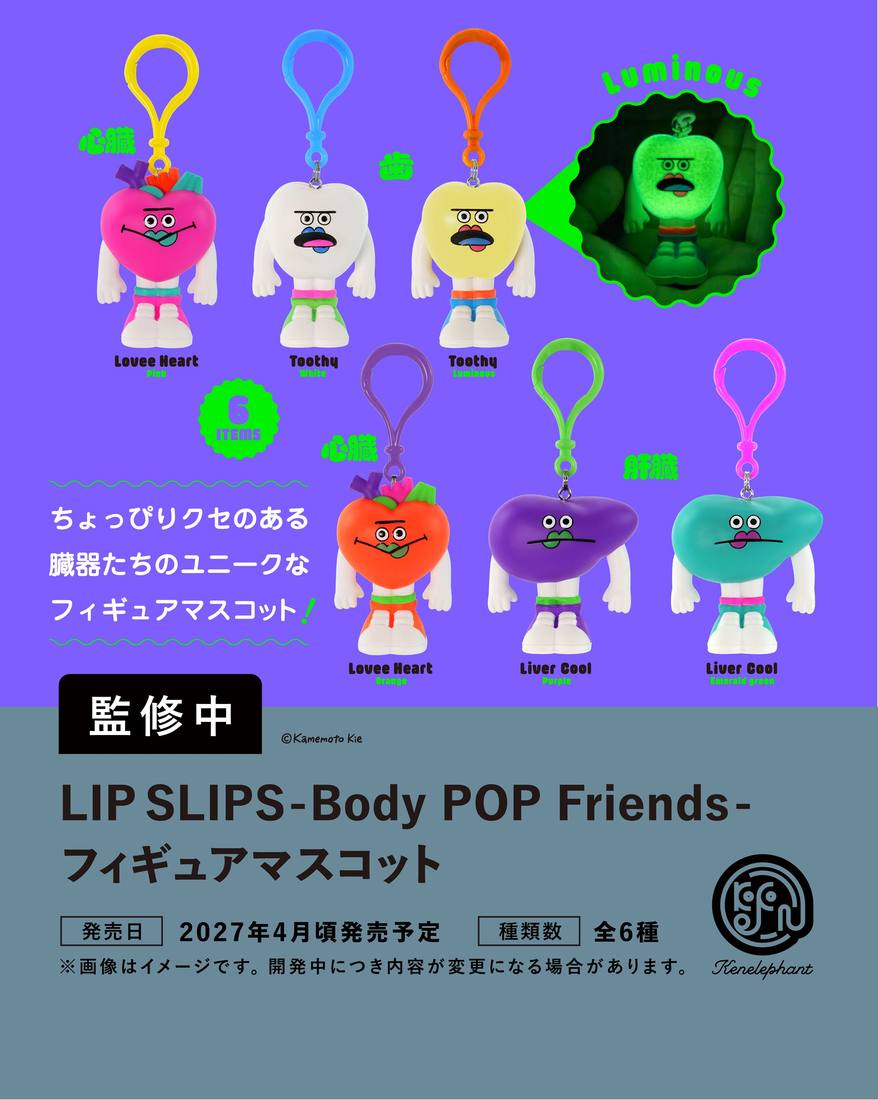 Luminous
心臓
歯
Lovee Heart
Pink
Toothy
White
Toothy
Luminous
6
ITEMS
心臓
肝臓
ちょっぴりクセのある
臓器たちのユニークな
フィギュアマスコット!
Lovee Heart
Orange
Liver Cool
Purple
Liver Cool
Emerald green
監修中
©Kamemoto Kie
LIP SLIPS-Body POP Friends-
フィギュアマスコット
発売日 2027年4月頃発売予定 種類数 全6種
※画像はイメージです。開発中につき内容が変更になる場合があります。
Kenelephant